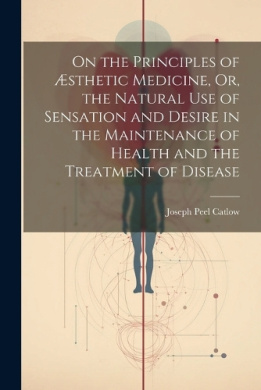 On the Principles of
Æsthetic Medicine, Or,
the Natural Use of
Sensation and Desire
in the Maintenance of
Health and the
Treatment of Disease
Joseph Peel Catlow